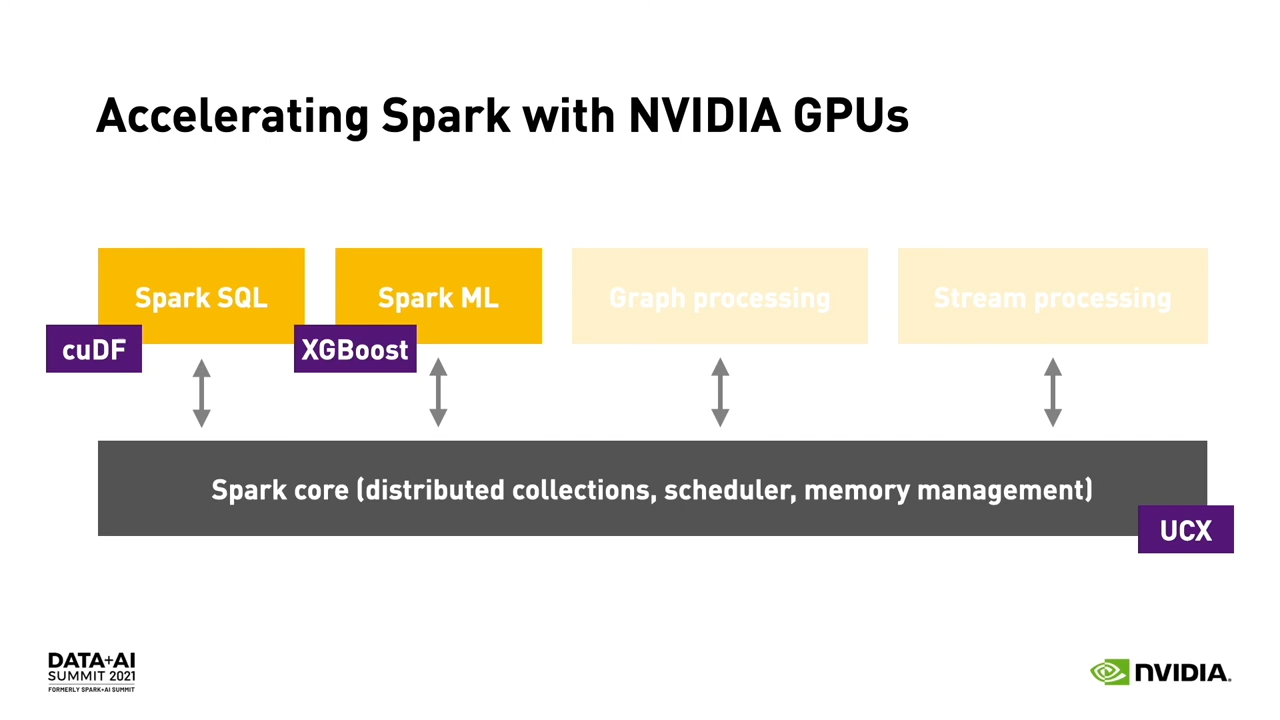 Accelerating Spark with NVIDIA GPUs
Spark SQL
Spark ML
Graph processing
Stream processing
cuDF
XGBoost
Spark core (distributed collections, scheduler, memory management)
UCX
DATA+AI
SUMMIT 2021
FORMERLY SPARK+AI SUMMIT
NVIDIA.